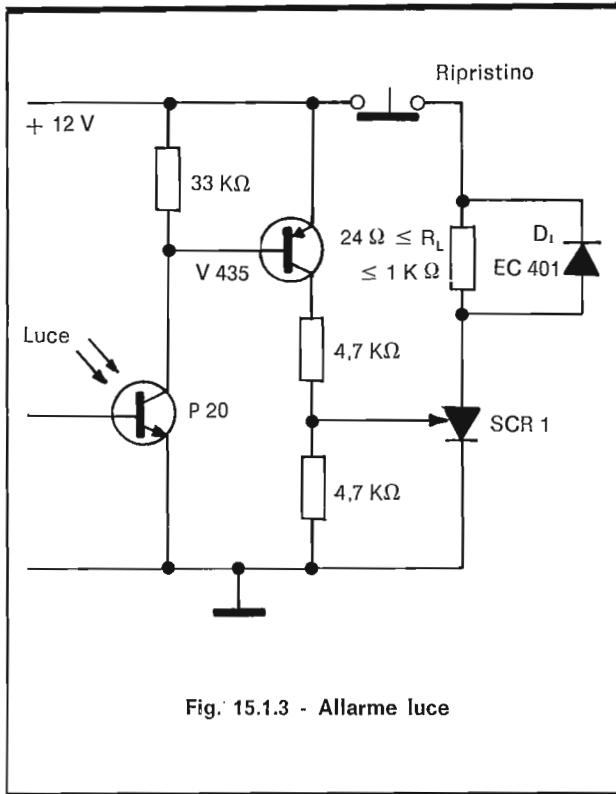 Ripristino
+ 12 V
33 KΩ
24 Ω ≤ R_L
≤ 1 K Ω
D₁
EC 401
V 435
Luce
4,7 KΩ
P 20
SCR 1
4,7 KΩ
Fig. 15.1.3 - Allarme luce